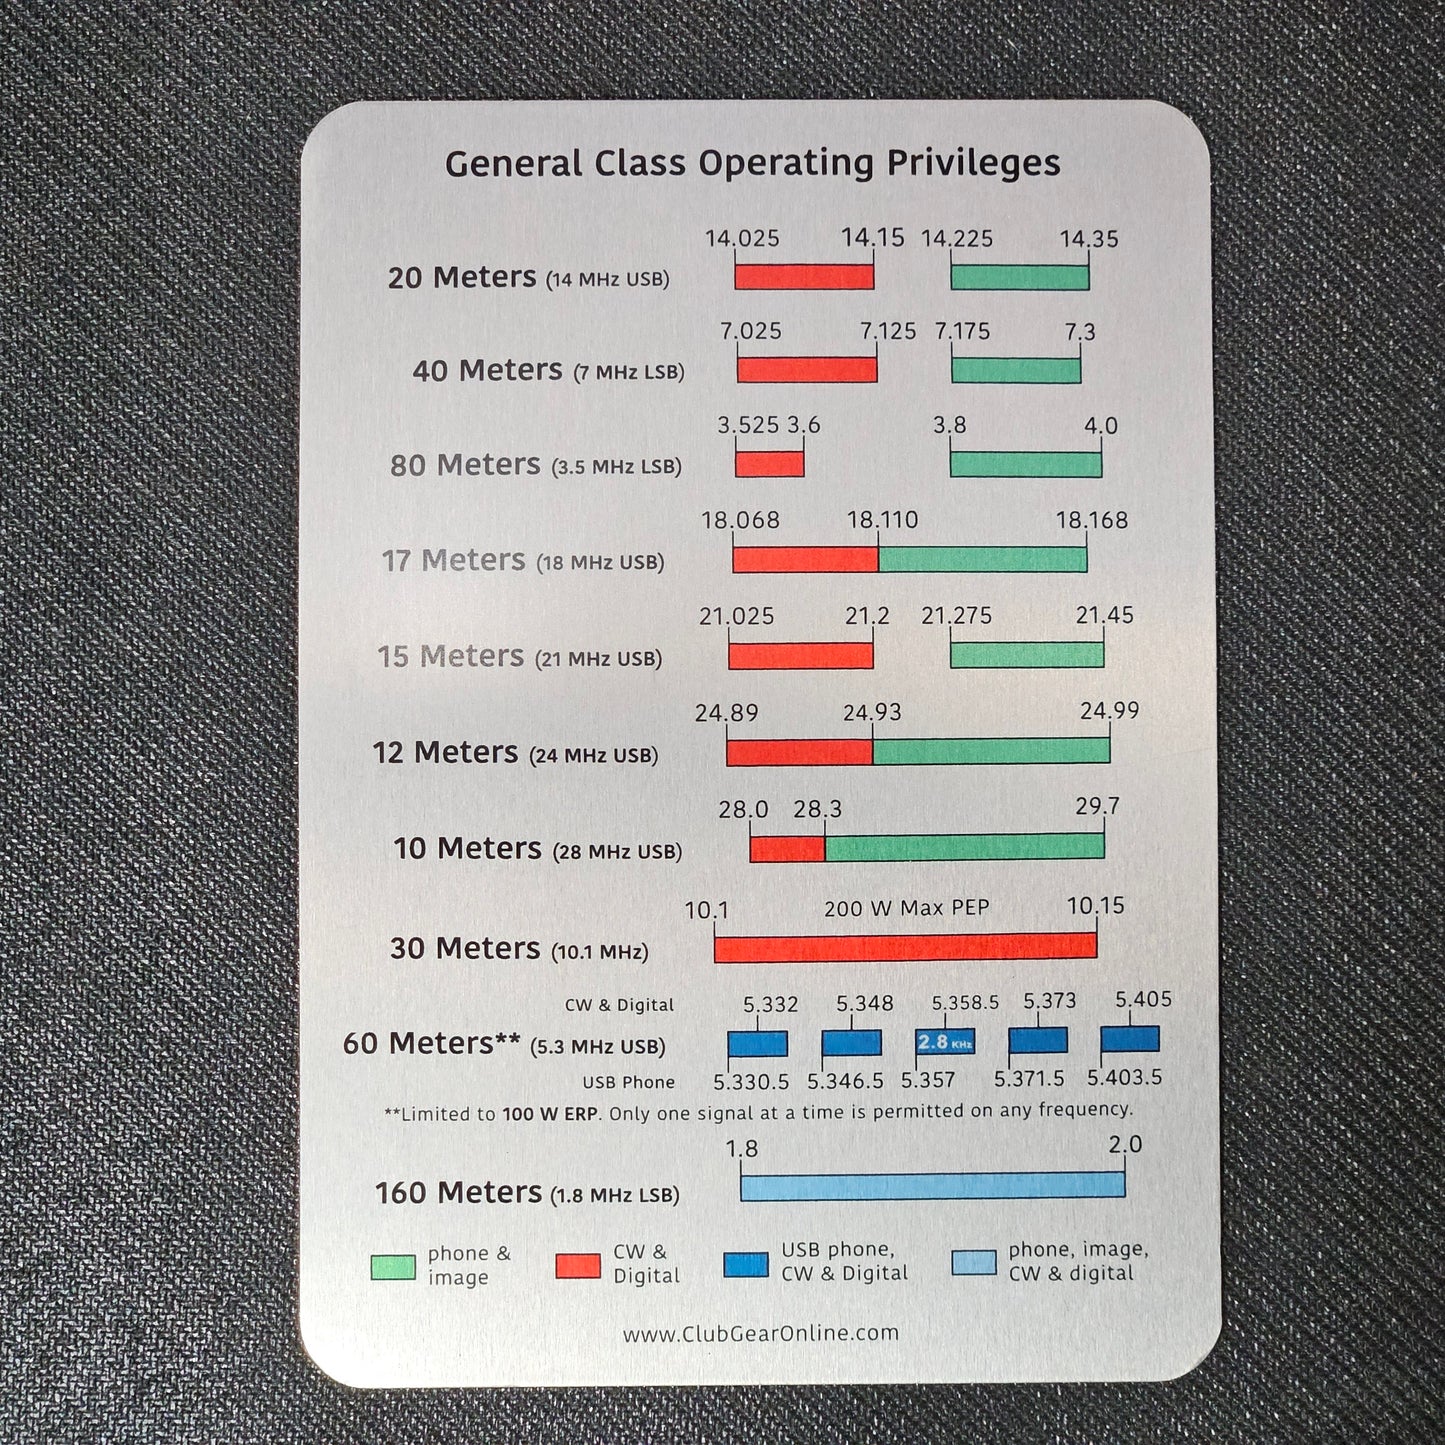 General Class Operating Privileges
14.025 14.15 14.225 14.35
20 Meters (14 MHz USB)
7.025 7.125 7.175 7.3
40 Meters (7 MHz LSB)
3.525 3.6 3.8 4.0
80 Meters (3.5 MHz LSB)
18.068 18.110 18.168
17 Meters (18 MHz USB)
21.025 21.2 21.275 21.45
15 Meters (21 MHz USB)
24.89 24.93 24.99
12 Meters (24 MHz USB)
28.0 28.3 29.7
10 Meters (28 MHz USB)
10.1 200 W Max PEP 10.15
30 Meters (10.1 MHz)
CW & Digital 5.332 5.348 5.358.5 5.373 5.405
60 Meters** (5.3 MHz USB) 2.8 KHz
USB Phone 5.330.5 5.346.5 5.357 5.371.5 5.403.5
**Limited to 100 W ERP. Only one signal at a time is permitted on any frequency.
1.8 2.0
160 Meters (1.8 MHz LSB)
phone &
image
CW &
Digital
USB phone,
CW & Digital
phone, image,
CW & digital
www.ClubGearOnline.com